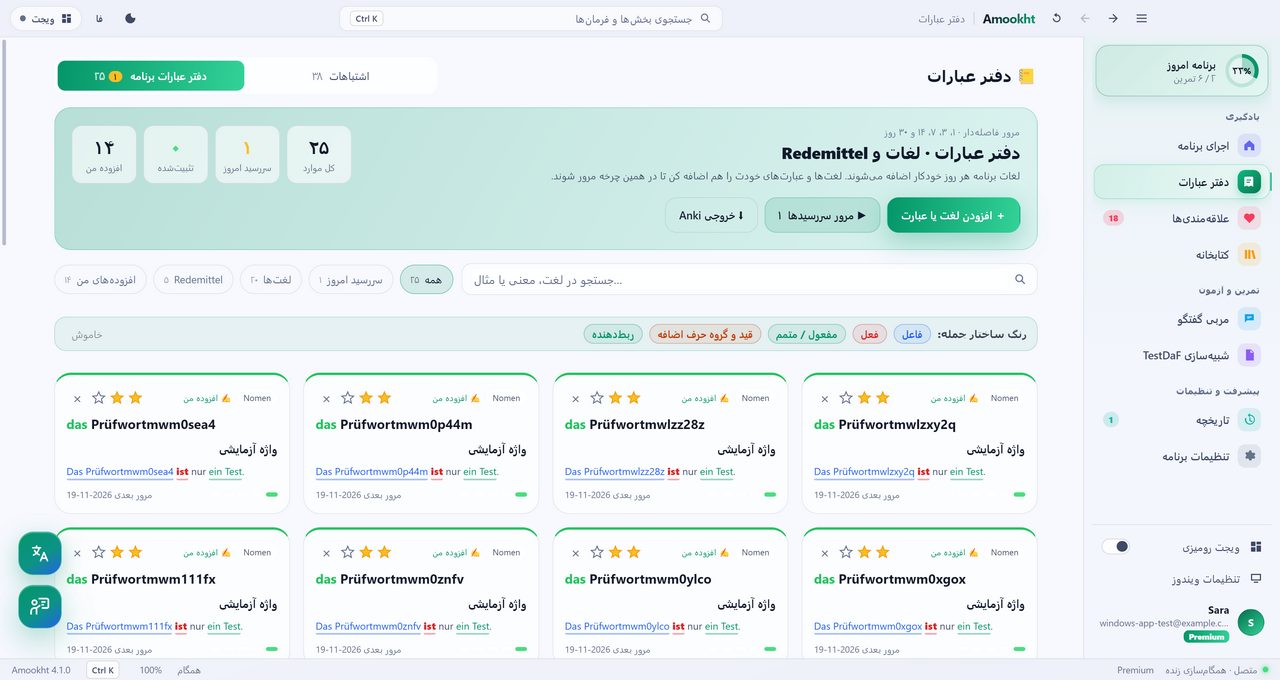 Amookht
دفتر عبارات
جستجوی بخش‌ها و فرمان‌ها
Ctrl K
فا
ویجت
برنامه امروز
۲ / ۶ تمرین
۳۳%
یادگیری
اجرای برنامه
دفتر عبارات
علاقه‌مندی‌ها
18
کتابخانه
تمرین و آزمون
مربی گفتگو
شبیه‌سازی TestDaF
پیشرفت و تنظیمات
تاریخچه
1
تنظیمات برنامه
ویجت رومیزی
تنظیمات ویندوز
Sara
windows-app-test@example.c...
Premium
S
دفتر عبارات
اشتباهات ۳۸
دفتر عبارات برنامه ۱ ۲۵
مرور فاصله‌دار · ۱، ۳، ۷، ۱۴ و ۳۰ روز
دفتر عبارات • لغات و Redemittel
لغات برنامه هر روز خودکار اضافه می‌شوند. لغت‌ها و عبارت‌های خودت را هم اضافه کن تا در همین چرخه مرور شوند.
+ افزودن لغت یا عبارت
مرور سررسیدها ۱
خروجی Anki
۲۵
کل موارد
۱
سررسید امروز
۰
تثبیت‌شده
۱۴
افزوده من
جستجو در لغت، معنی یا مثال...
همه ۲۵
سررسید امروز ۱
لغت‌ها ۲۰
Redemittel ۵
افزوده‌های من ۱۴
رنگ ساختار جمله:
فاعل
فعل
مفعول / متمم
قید و گروه حرف اضافه
ربط‌دهنده
خاموش
Nomen افزوده من
das Prüfwortmwlzxy2q
واژه آزمایشی
Das Prüfwortmwlzxy2q ist nur ein Test.
مرور بعدی 2026-11-19
Nomen افزوده من
das Prüfwortmwlzz28z
واژه آزمایشی
Das Prüfwortmwlzz28z ist nur ein Test.
مرور بعدی 2026-11-19
Nomen افزوده من
das Prüfwortmwm0p44m
واژه آزمایشی
Das Prüfwortmwm0p44m ist nur ein Test.
مرور بعدی 2026-11-19
Nomen افزوده من
das Prüfwortmwm0sea4
واژه آزمایشی
Das Prüfwortmwm0sea4 ist nur ein Test.
مرور بعدی 2026-11-19
Nomen افزوده من
das Prüfwortmwm0xgox
واژه آزمایشی
Das Prüfwortmwm0xgox ist nur ein Test.
مرور بعدی 2026-11-19
Nomen افزوده من
das Prüfwortmwm0ylco
واژه آزمایشی
Das Prüfwortmwm0ylco ist nur ein Test.
مرور بعدی 2026-11-19
Nomen افزوده من
das Prüfwortmwm0znfv
واژه آزمایشی
Das Prüfwortmwm0znfv ist nur ein Test.
مرور بعدی 2026-11-19
Nomen افزوده من
das Prüfwortmwm111fx
واژه آزمایشی
Das Prüfwortmwm111fx ist nur ein Test.
مرور بعدی 2026-11-19
متصل · همگام‌سازی زنده
Premium
همگام
100%
Ctrl K
Amookht 4.1.0